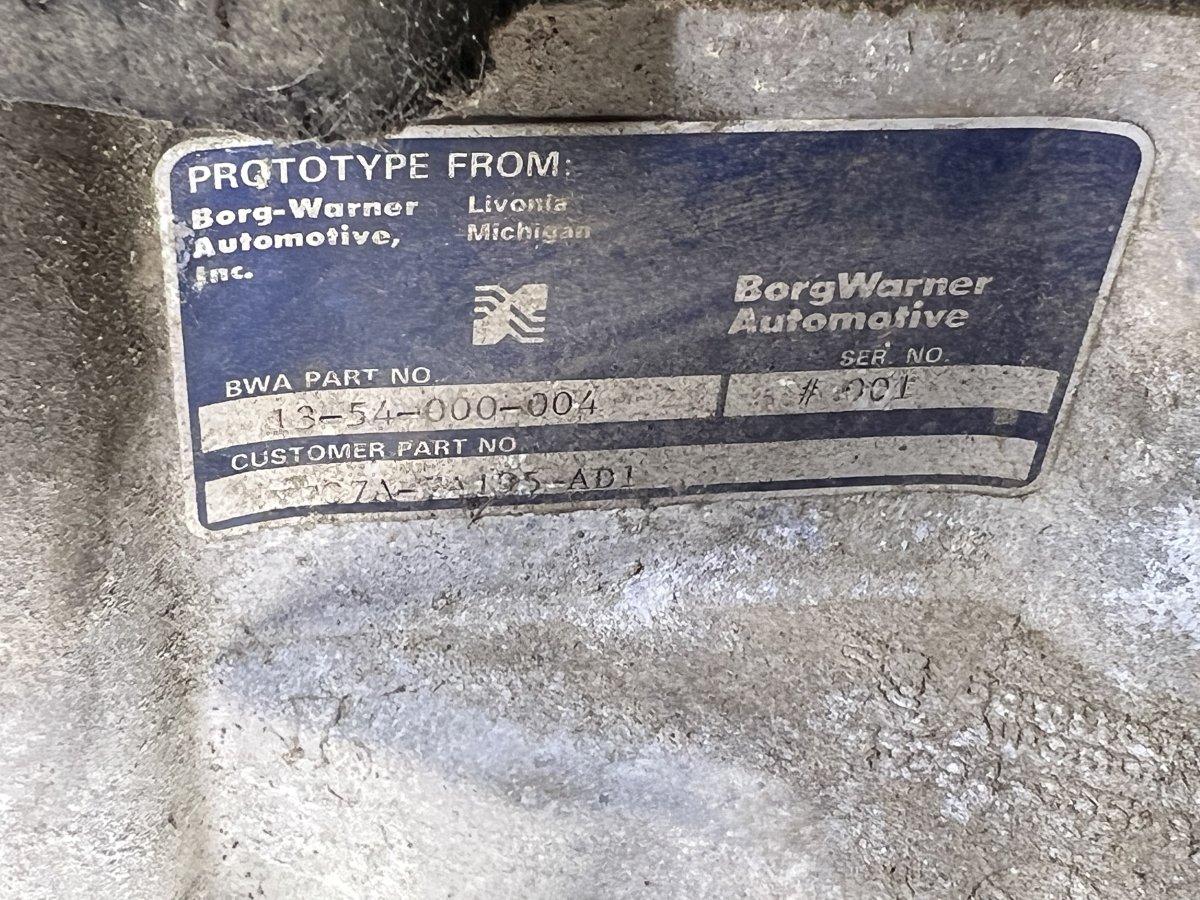 PROTOTYPE FROM:
Borg-Warner Livonia
Automotive, Michigan
Inc.
BorgWarner
Automotive
BWA PART NO. SER. NO.
13-54-000-004 # 001
CUSTOMER PART NO.